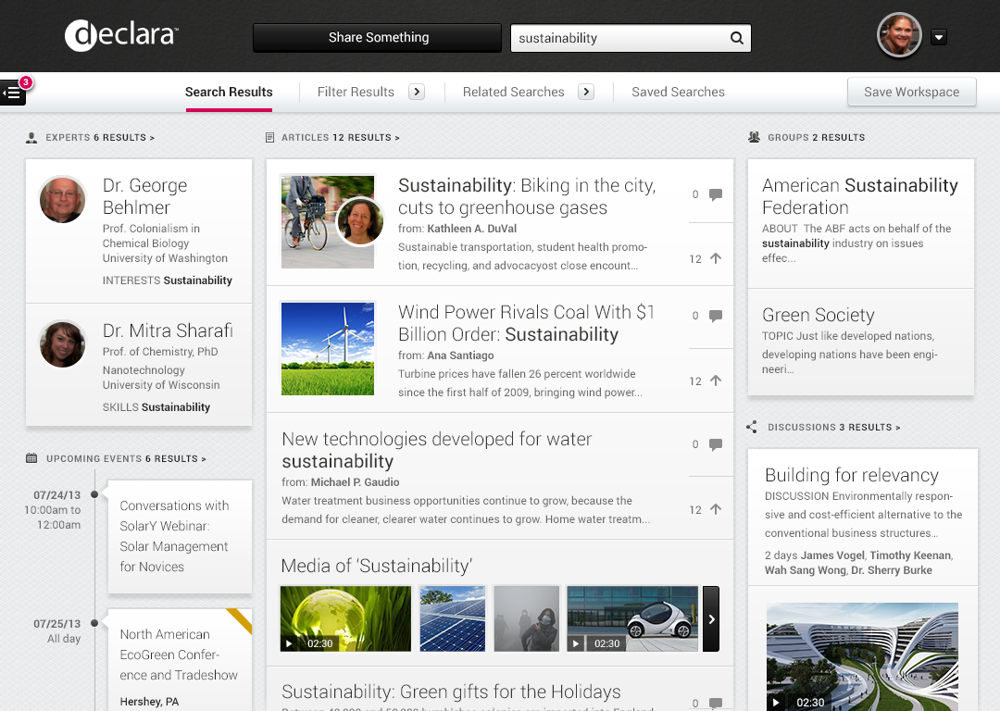 declara™
Share Something
sustainability
3
Search Results
Filter Results
Related Searches
Saved Searches
Save Workspace
EXPERTS 6 RESULTS >
Dr. George
Behlmer
Prof. Colonialism in
Chemical Biology
University of Washington
INTERESTS Sustainability
Dr. Mitra Sharafi
Prof. of Chemistry, PhD
Nanotechnology
University of Wisconsin
SKILLS Sustainability
UPCOMING EVENTS 6 RESULTS >
07/24/13
10:00am to
12:00am
Conversations with
SolarY Webinar:
Solar Management
for Novices
07/25/13
All day
North American
EcoGreen Confer-
ence and Tradeshow
Hershey, PA
ARTICLES 12 RESULTS >
Sustainability: Biking in the city,
cuts to greenhouse gases
from: Kathleen A. DuVal
Sustainable transportation, student health promo-
tion, recycling, and advocacyost close encount...
0
12
Wind Power Rivals Coal With $1
Billion Order: Sustainability
from: Ana Santiago
Turbine prices have fallen 26 percent worldwide
since the first half of 2009, bringing wind power...
0
12
New technologies developed for water
sustainability
from: Michael P. Gaudio
Water treatment business opportunities continue to grow, because the
demand for cleaner, clearer water continues to grow. Home water treatm...
0
12
Media of ‘Sustainability’
02:30
02:30
Sustainability: Green gifts for the Holidays
0
GROUPS 2 RESULTS
American Sustainability
Federation
ABOUT The ABF acts on behalf of the
sustainability industry on issues
effec...
Green Society
TOPIC Just like developed nations,
developing nations have been engi-
neeri...
DISCUSSIONS 3 RESULTS >
Building for relevancy
DISCUSSION Environmentally respon-
sive and cost-efficient alternative to the
conventional business structures...
2 days James Vogel, Timothy Keenan,
Wah Sang Wong, Dr. Sherry Burke
02:30